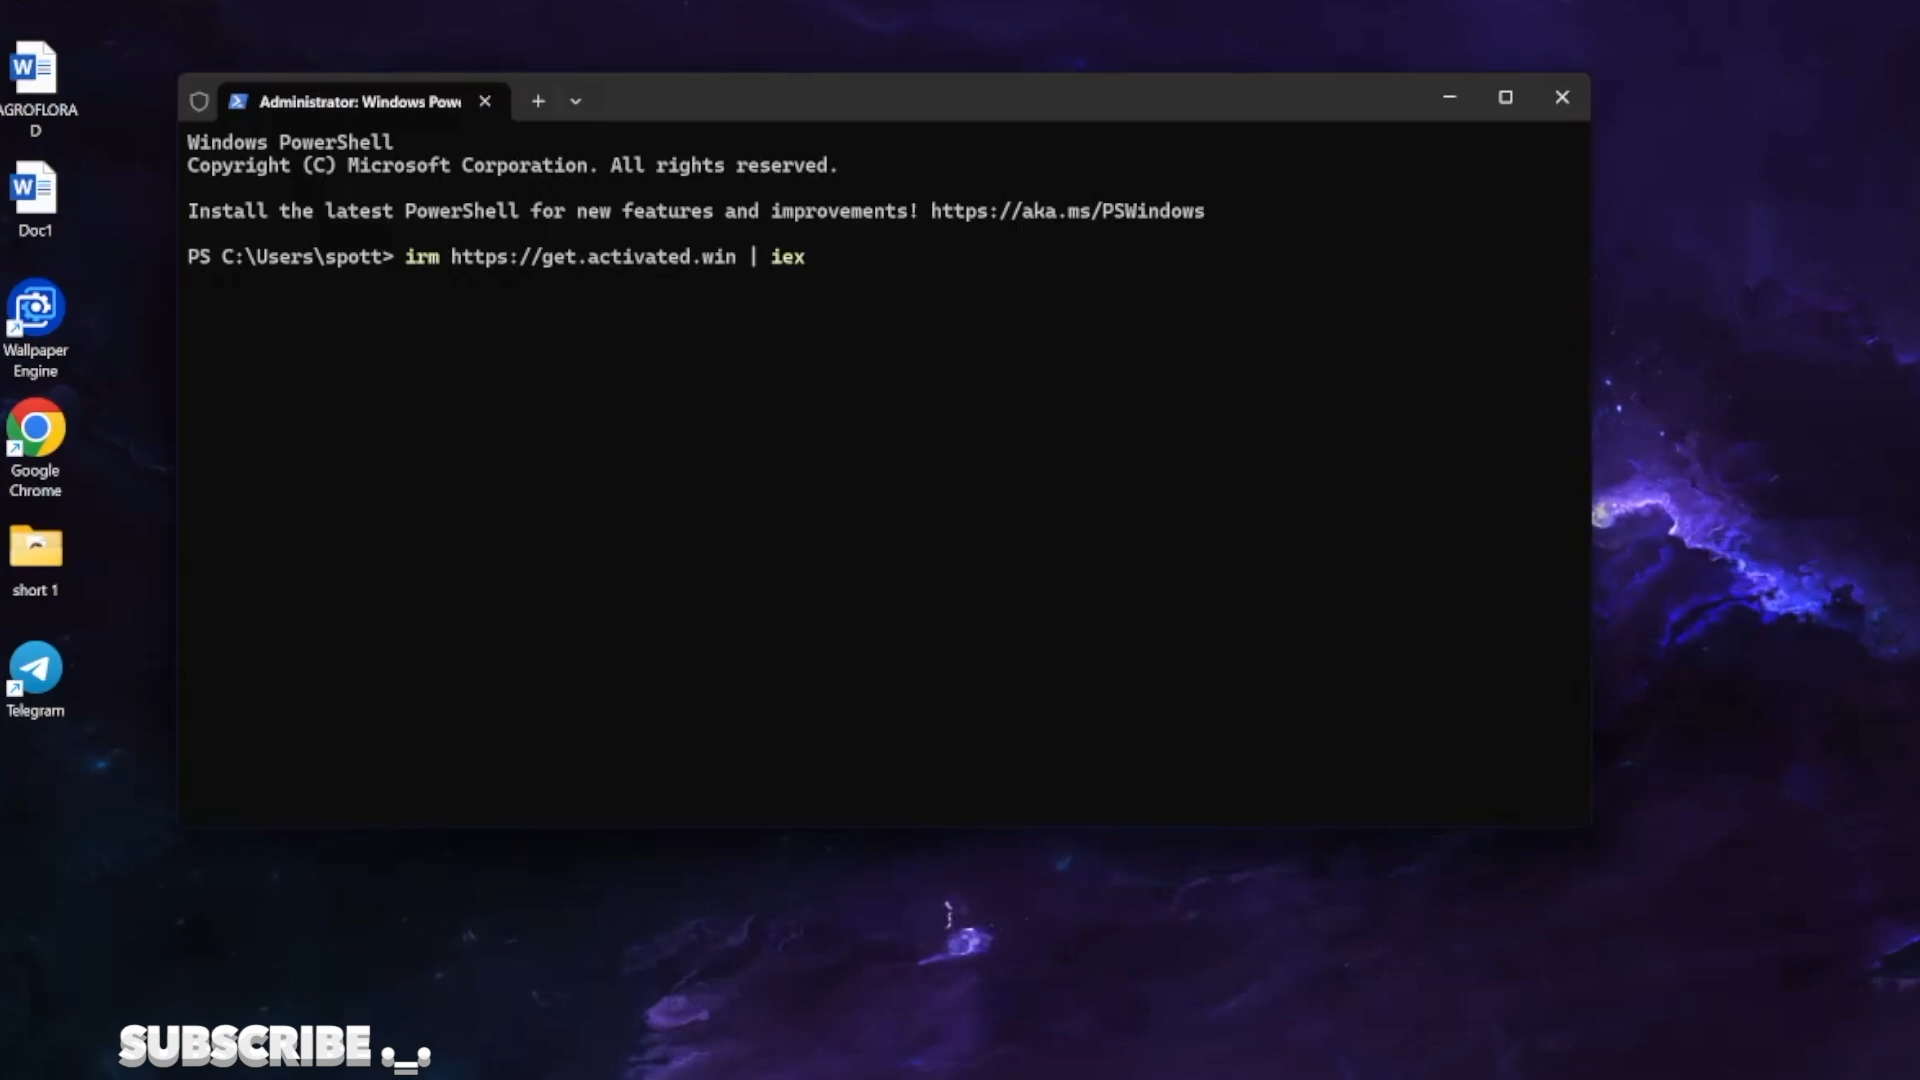 AGROFLORA
D
Doc1
Wallpaper
Engine
Google
Chrome
short 1
Telegram
Administrator: Windows Powe
Windows PowerShell
Copyright (C) Microsoft Corporation. All rights reserved.
Install the latest PowerShell for new features and improvements! https://aka.ms/PSWindows
PS C:\Users\spott> irm https://get.activated.win | iex
SUBSCRIBE ._.